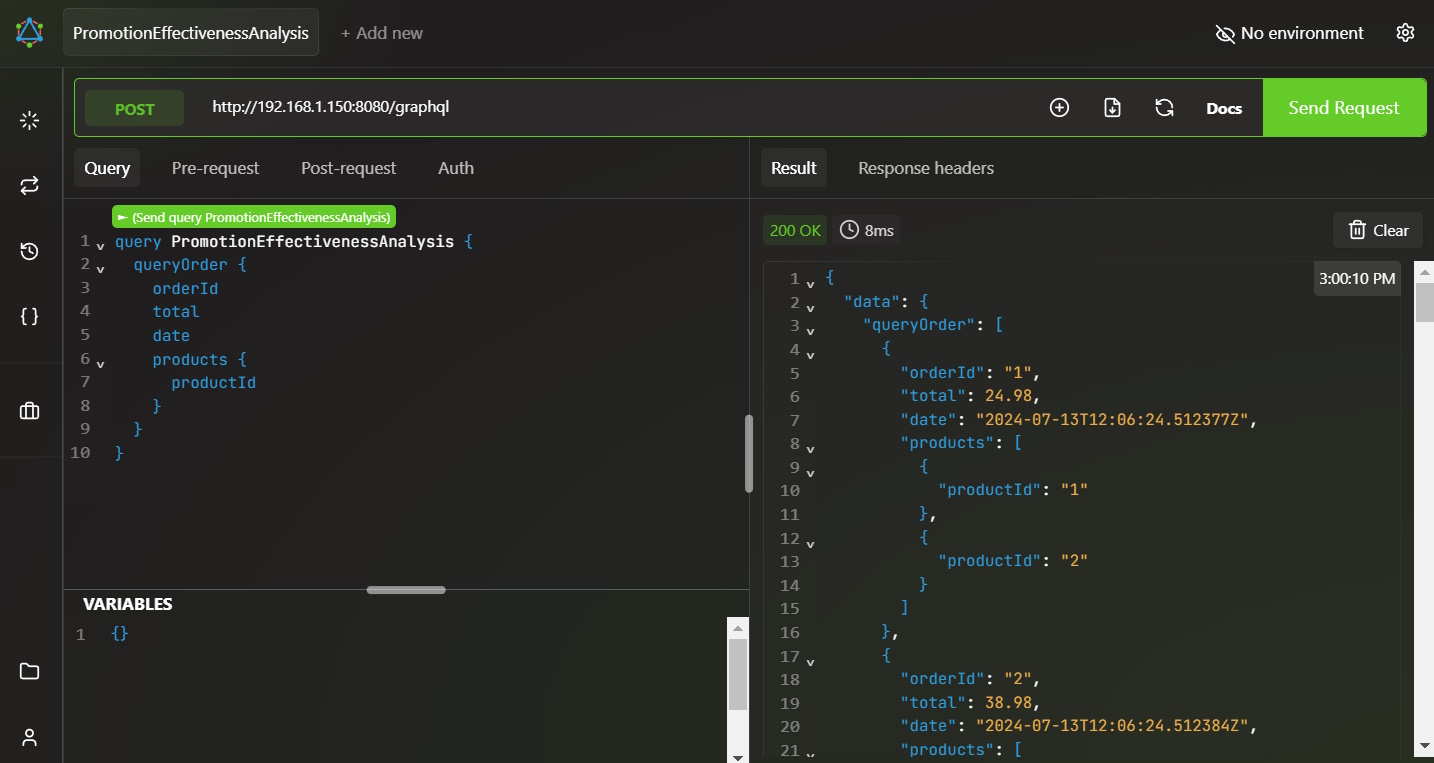 PromotionEffectivenessAnalysis + Add new No environment
POST http://192.168.1.150:8080/graphql Docs Send Request
Query Pre-request Post-request Auth
(Send query PromotionEffectivenessAnalysis)
1 query PromotionEffectivenessAnalysis {
2 queryOrder {
3 orderId
4 total
5 date
6 products {
7 productId
8 }
9 }
10 }
VARIABLES
1 {}
Result Response headers
200 OK 8ms Clear
3:00:10 PM
1 {
2 "data": {
3 "queryOrder": [
4 {
5 "orderId": "1",
6 "total": 24.98,
7 "date": "2024-07-13T12:06:24.512377Z",
8 "products": [
9 {
10 "productId": "1"
11 },
12 {
13 "productId": "2"
14 }
15 ]
16 },
17 {
18 "orderId": "2",
19 "total": 38.98,
20 "date": "2024-07-13T12:06:24.512384Z",
21 "products": [